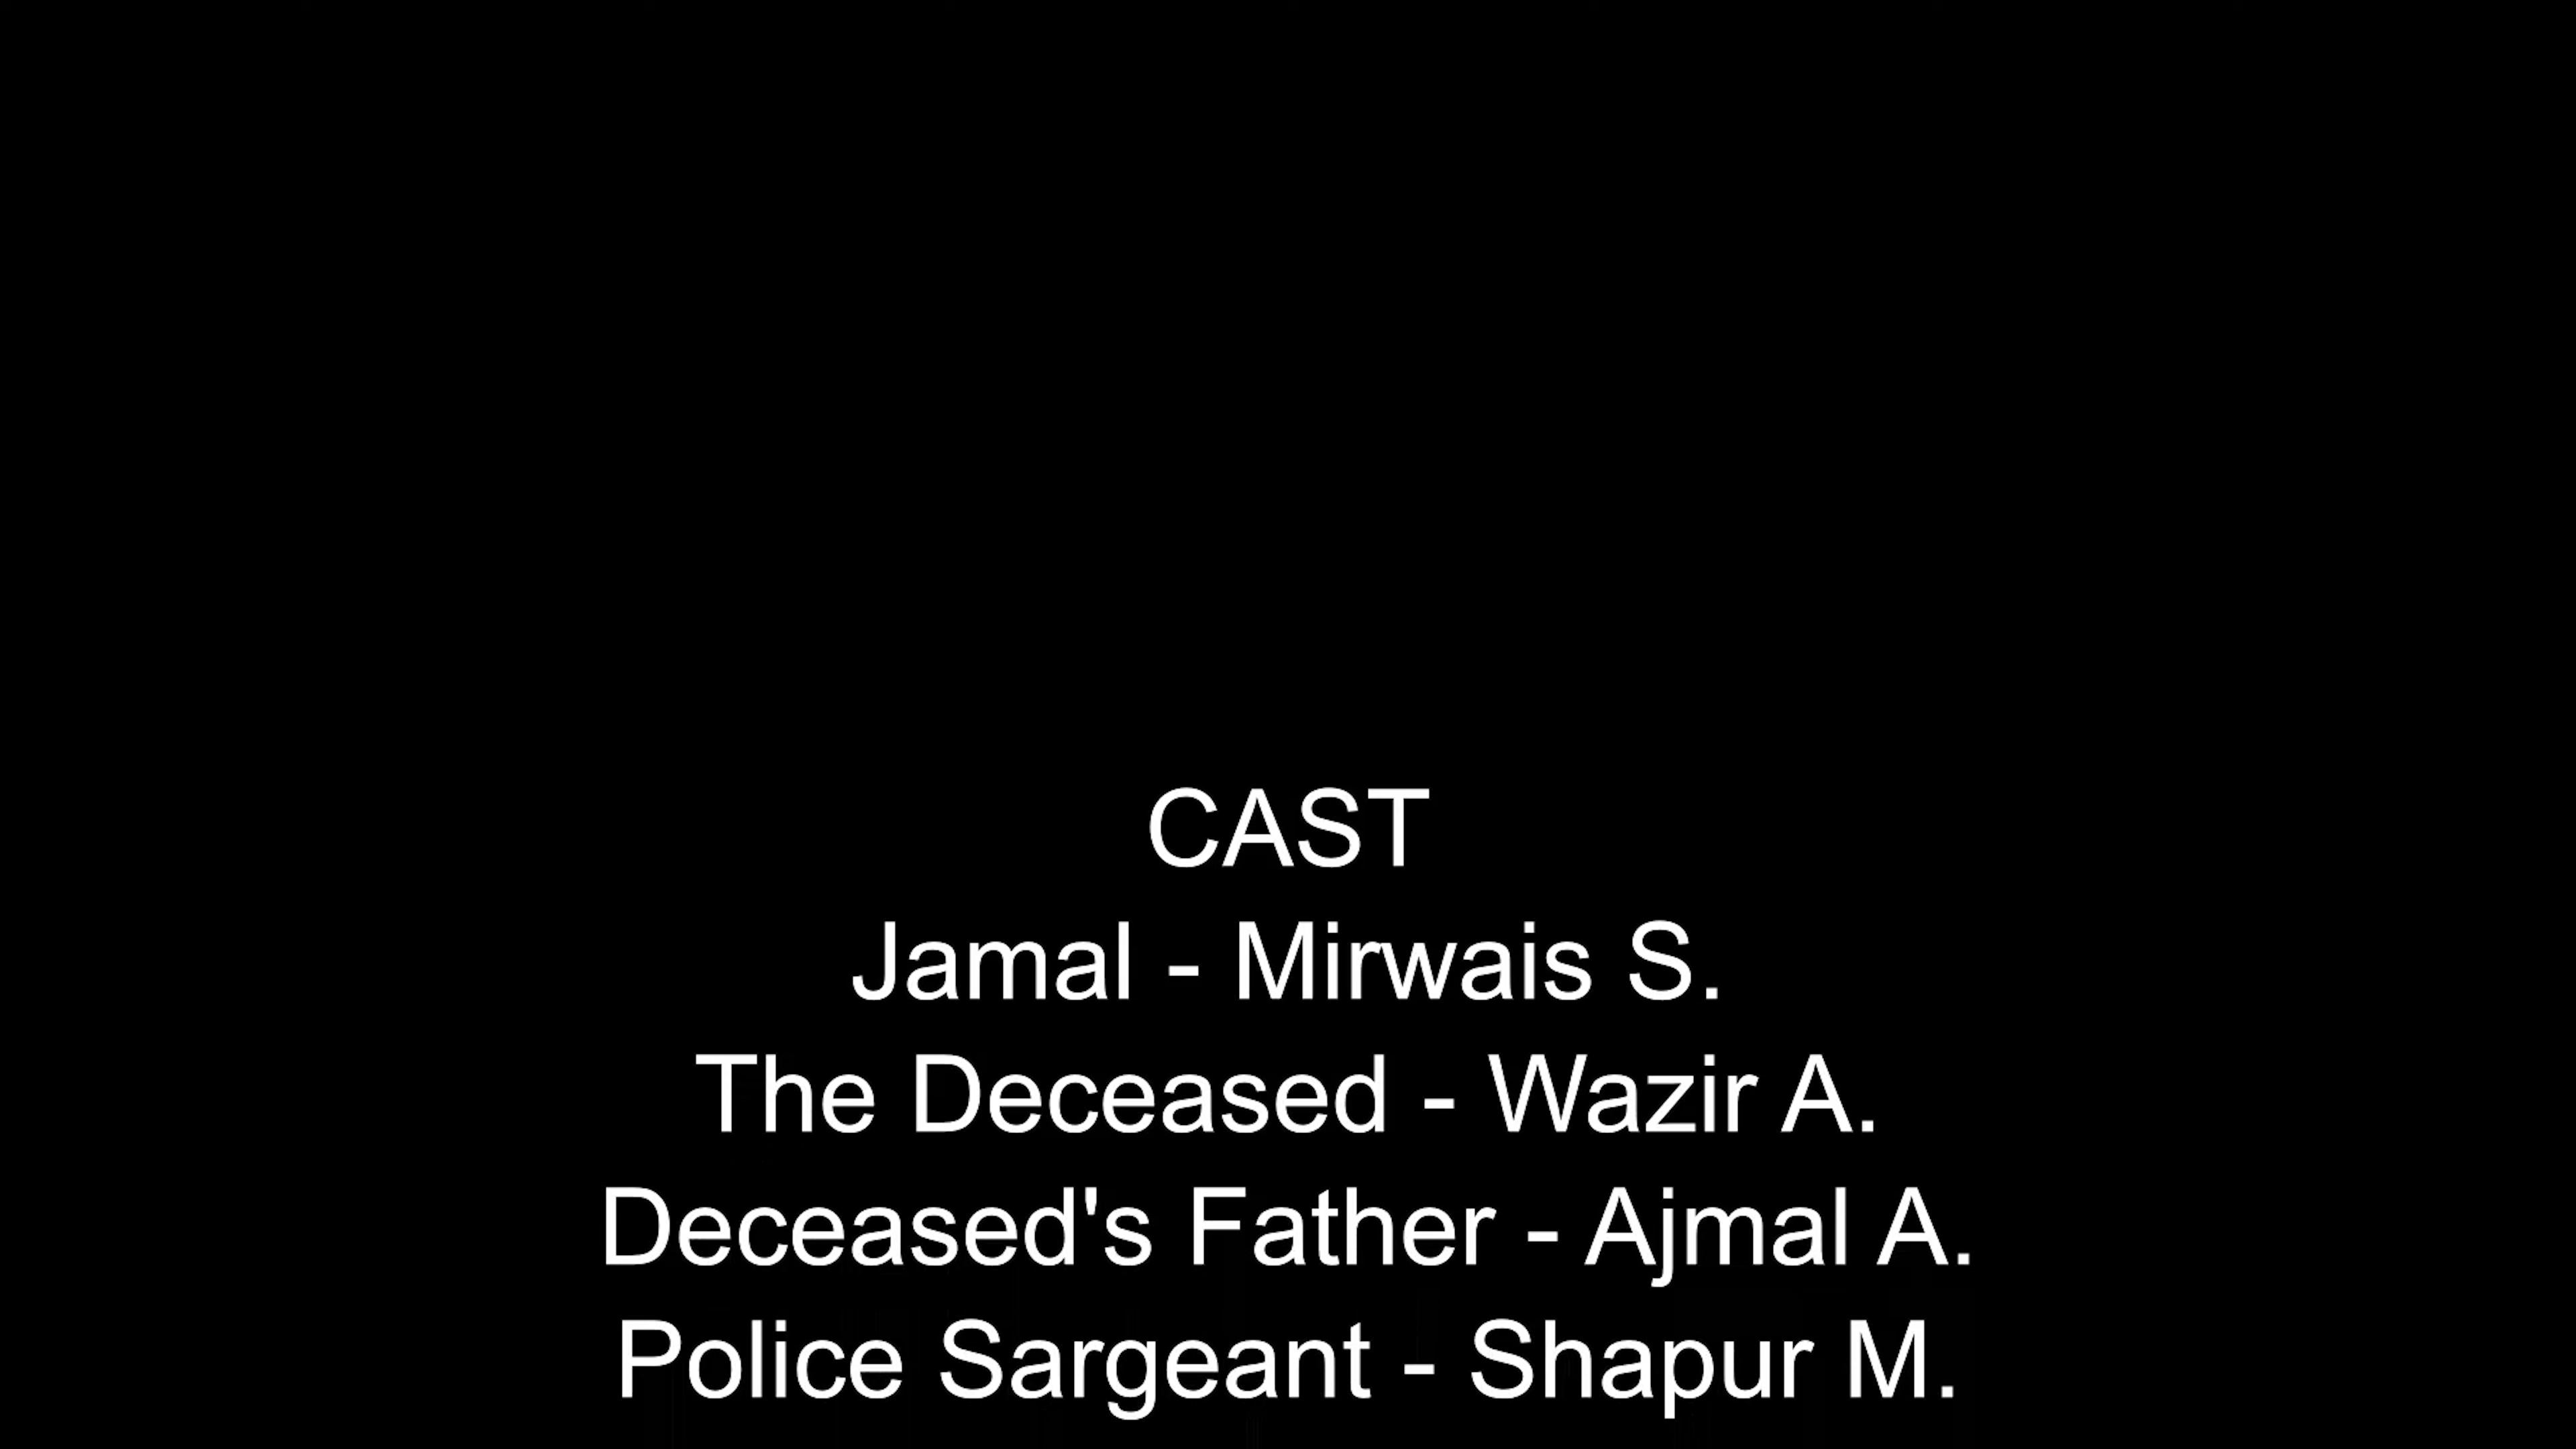 CAST
Jamal - Mirwais S.
The Deceased - Wazir A.
Deceased's Father - Ajmal A.
Police Sargeant - Shapur M.